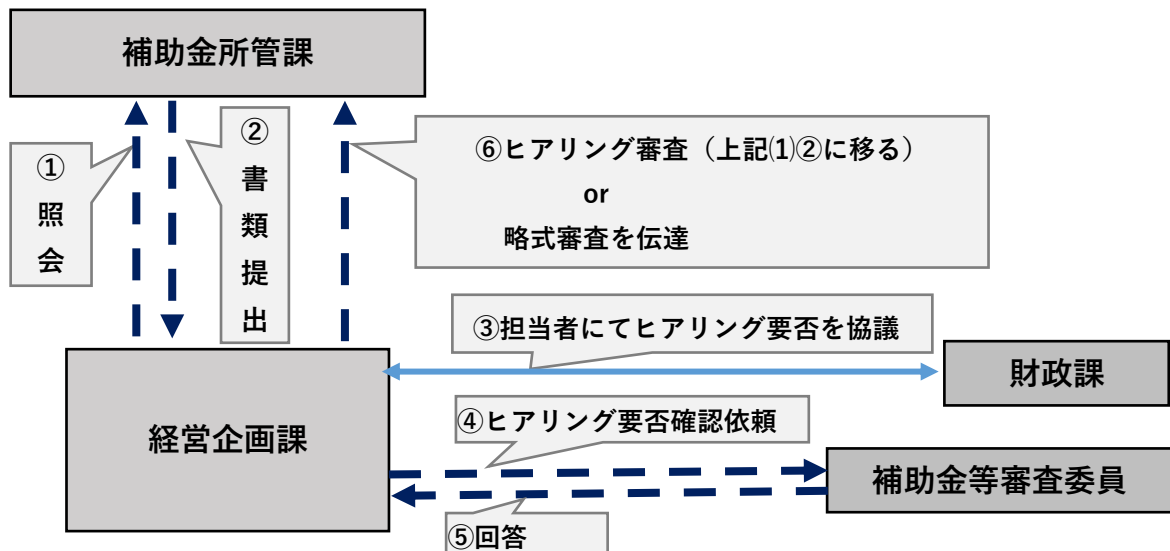 補助金所管課
①
照
会
②
書
類
提
出
⑥ヒアリング審査（上記⑴②に移る）
or
略式審査を伝達
③担当者にてヒアリング要否を協議
財政課
経営企画課
④ヒアリング要否確認依頼
補助金等審査委員
⑤回答